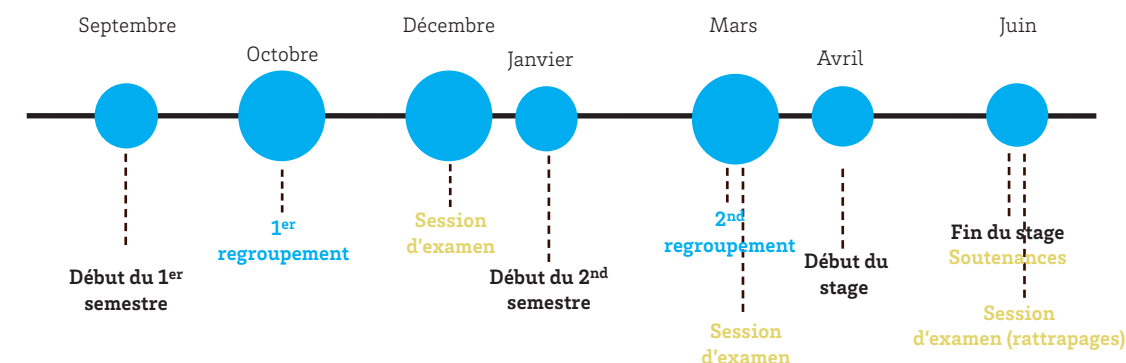 Septembre
Octobre
Décembre
Janvier
Mars
Avril
Juin
Début du 1er
semestre
1er
regroupement
Session
d'examen
Début du 2nd
semestre
2nd
regroupement
Session
d'examen
Début du
stage
Fin du stage
Soutenances
Session
d'examen (rattrapages)